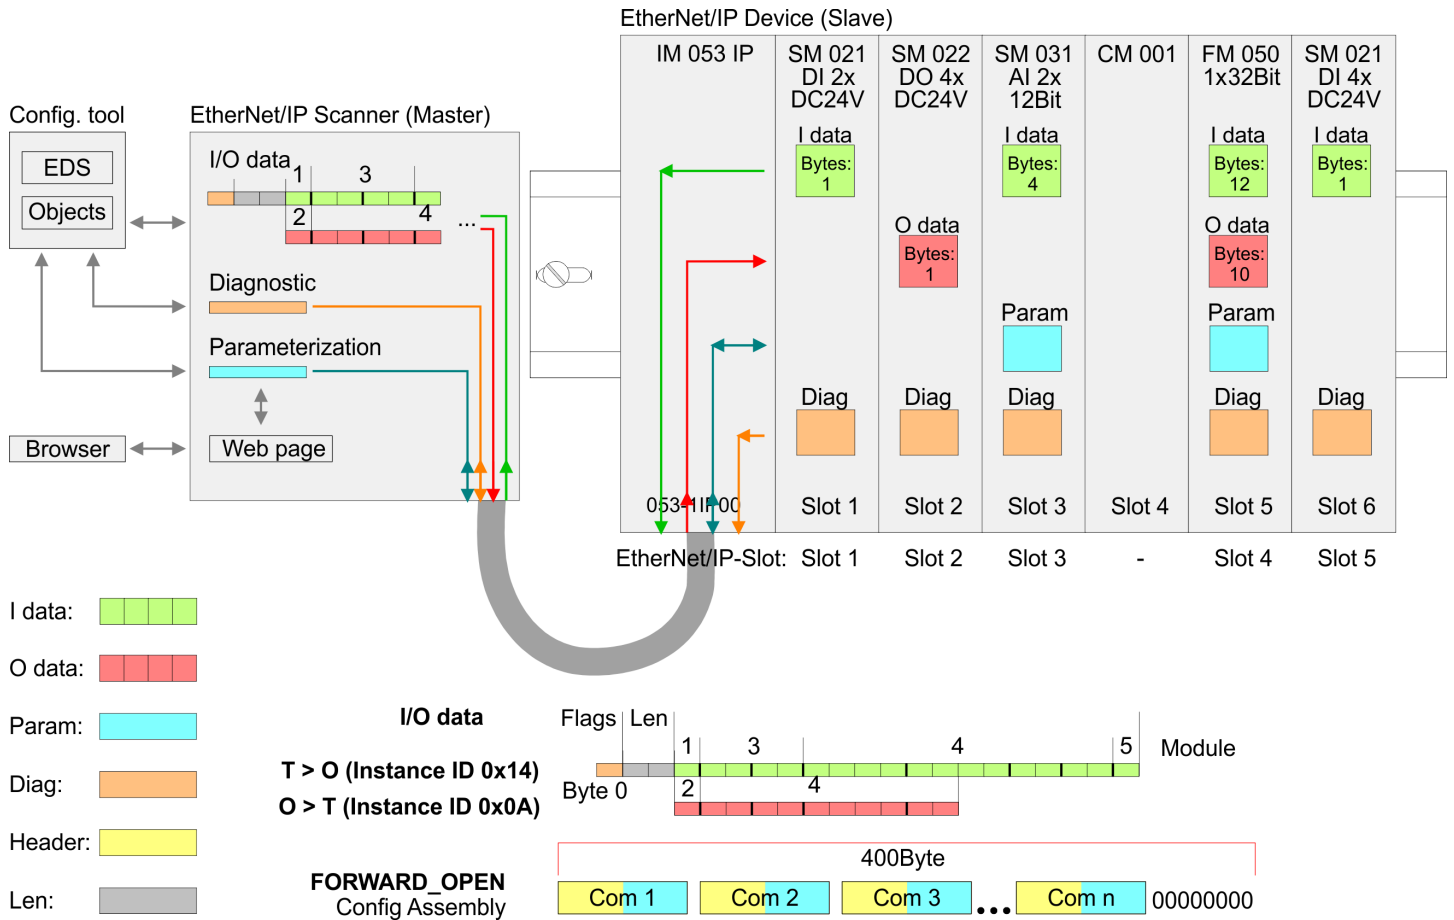 EtherNet/IP Device (Slave)
IM 053 IP
SM 021
DI 2x
DC24V
SM 022
DO 4x
DC24V
SM 031
AI 2x
12Bit
CM 001
FM 050
1x32Bit
SM 021
DI 4x
DC24V
Config. tool
EDS
Objects
Browser
EtherNet/IP Scanner (Master)
I/O data
1
3
2
4
...
Diagnostic
Parameterization
Web page
I data
Bytes:
1
I data
Bytes:
4
I data
Bytes:
12
I data
Bytes:
1
O data
Bytes:
1
O data
Bytes:
10
Param
Param
Diag
Diag
Diag
Diag
Diag
053-1IP00
Slot 1
Slot 2
Slot 3
Slot 4
Slot 5
Slot 6
EtherNet/IP-Slot:
Slot 1
Slot 2
Slot 3
-
Slot 4
Slot 5
I data:
O data:
Param:
Diag:
Header:
Len:
I/O data
Flags
Len
1
3
4
5
Module
T > O (Instance ID 0x14)
Byte 0
2
4
O > T (Instance ID 0x0A)
400Byte
FORWARD_OPEN
Config Assembly
Com 1
Com 2
Com 3
...
Com n
00000000